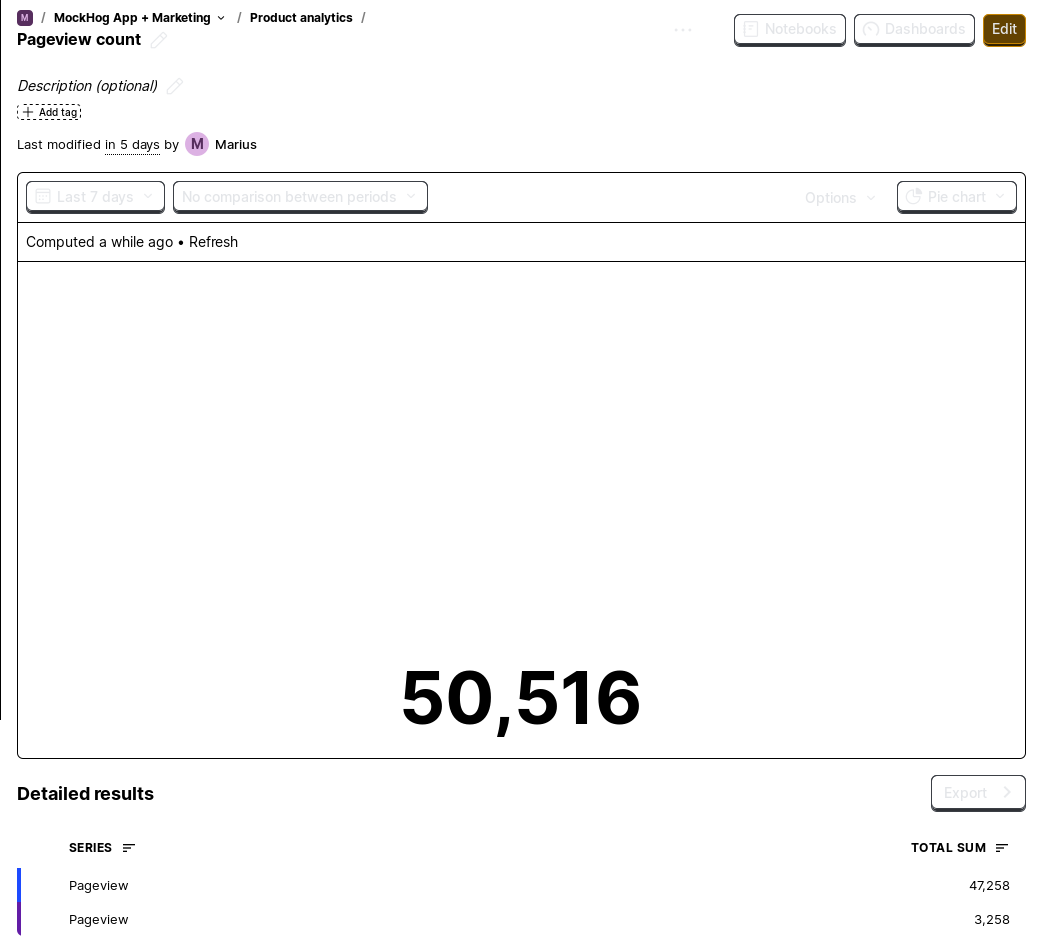 M / MockHog App + Marketing / Product analytics /
Pageview count
Notebooks
Dashboards
Edit
Description (optional)
Add tag
Last modified in 5 days by M Marius
Last 7 days
No comparison between periods
Options
Pie chart
Computed a while ago • Refresh
50,516
Detailed results
Export
SERIES TOTAL SUM
Pageview 47,258
Pageview 3,258